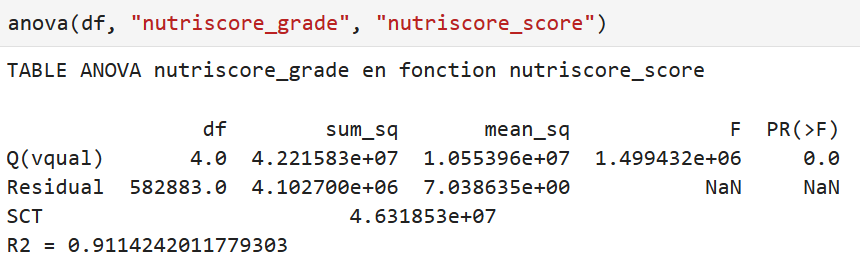 anova(df, "nutriscore_grade", "nutriscore_score")
TABLE ANOVA nutriscore_grade en fonction nutriscore_score
df sum_sq mean_sq F PR(>F)
Q(vqual) 4.0 4.221583e+07 1.055396e+07 1.499432e+06 0.0
Residual 582883.0 4.102700e+06 7.038635e+00 NaN NaN
SCT 4.631853e+07
R2 = 0.9114242011779303